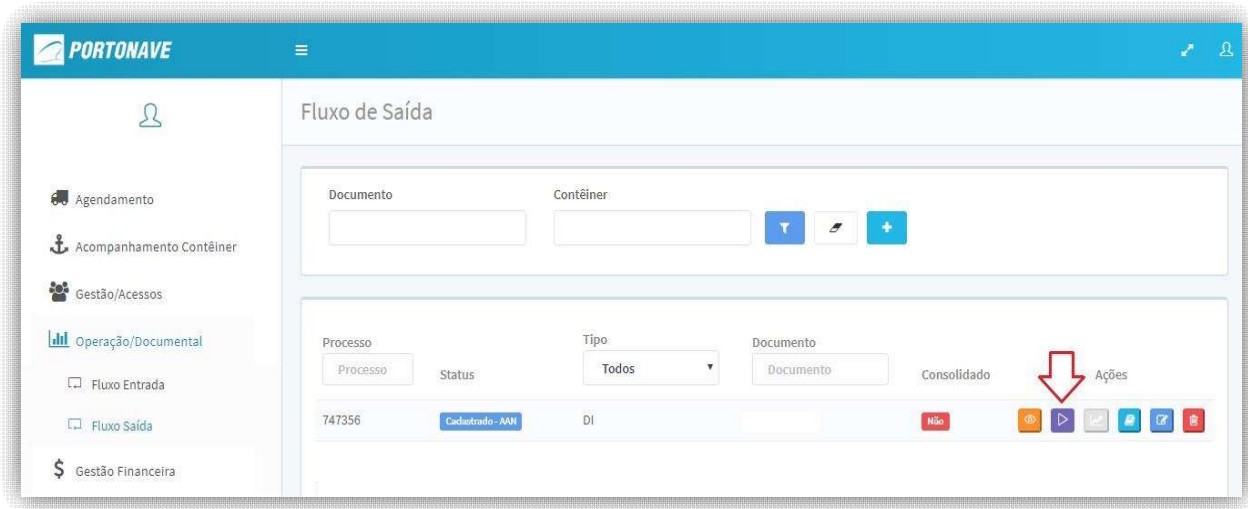 PORTONAVE
Fluxo de Saída
Agendamento
Acompanhamento Contêiner
Gestão/Acessos
Operação/Documental
Fluxo Entrada
Fluxo Saída
Gestão Financeira
Documento Contêiner
Processo Tipo Documento
Processo Status Todos Documento Consolidado Ações
747356 Cadastrado - AAN DI Não